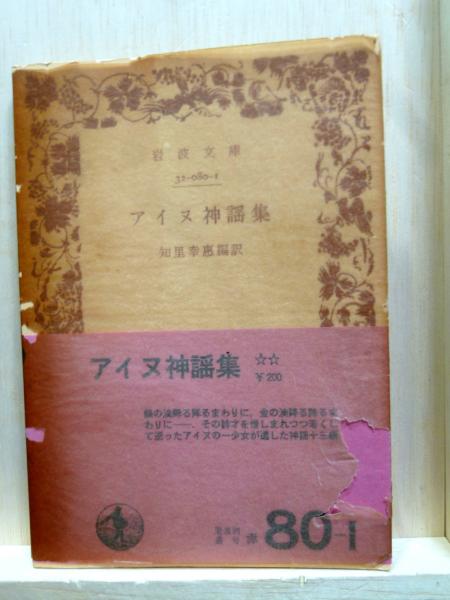 岩波文庫
32-080-1
アイヌ神謡集
知里幸恵編訳
アイヌ神謡集 ☆☆
¥200
銀の滴降る降るまわりに，金の滴降る降るま
わりに——．その詩才を惜しまれつつ若くし
て逝ったアイヌの一少女が遺した神謡十三篇
赤 80-1